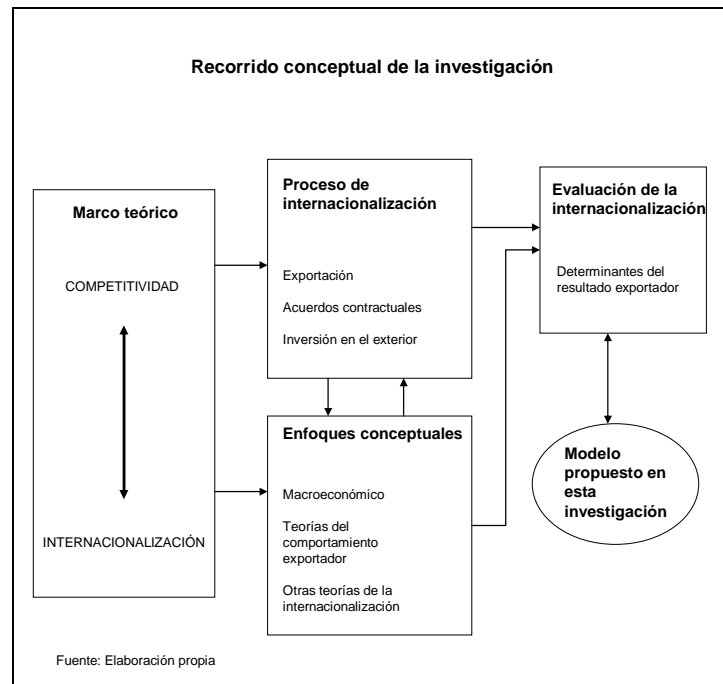 Recorrido conceptual de la investigación
Marco teórico
COMPETITIVIDAD
INTERNACIONALIZACIÓN
Proceso de
internacionalización
Exportación
Acuerdos contractuales
Inversión en el exterior
Enfoques conceptuales
Macroeconómico
Teorías del
comportamiento
exportador
Otras teorías de la
internacionalización
Evaluación de la
internacionalización
Determinantes del
resultado exportador
Modelo
propuesto en
esta
investigación
Fuente: Elaboración propia